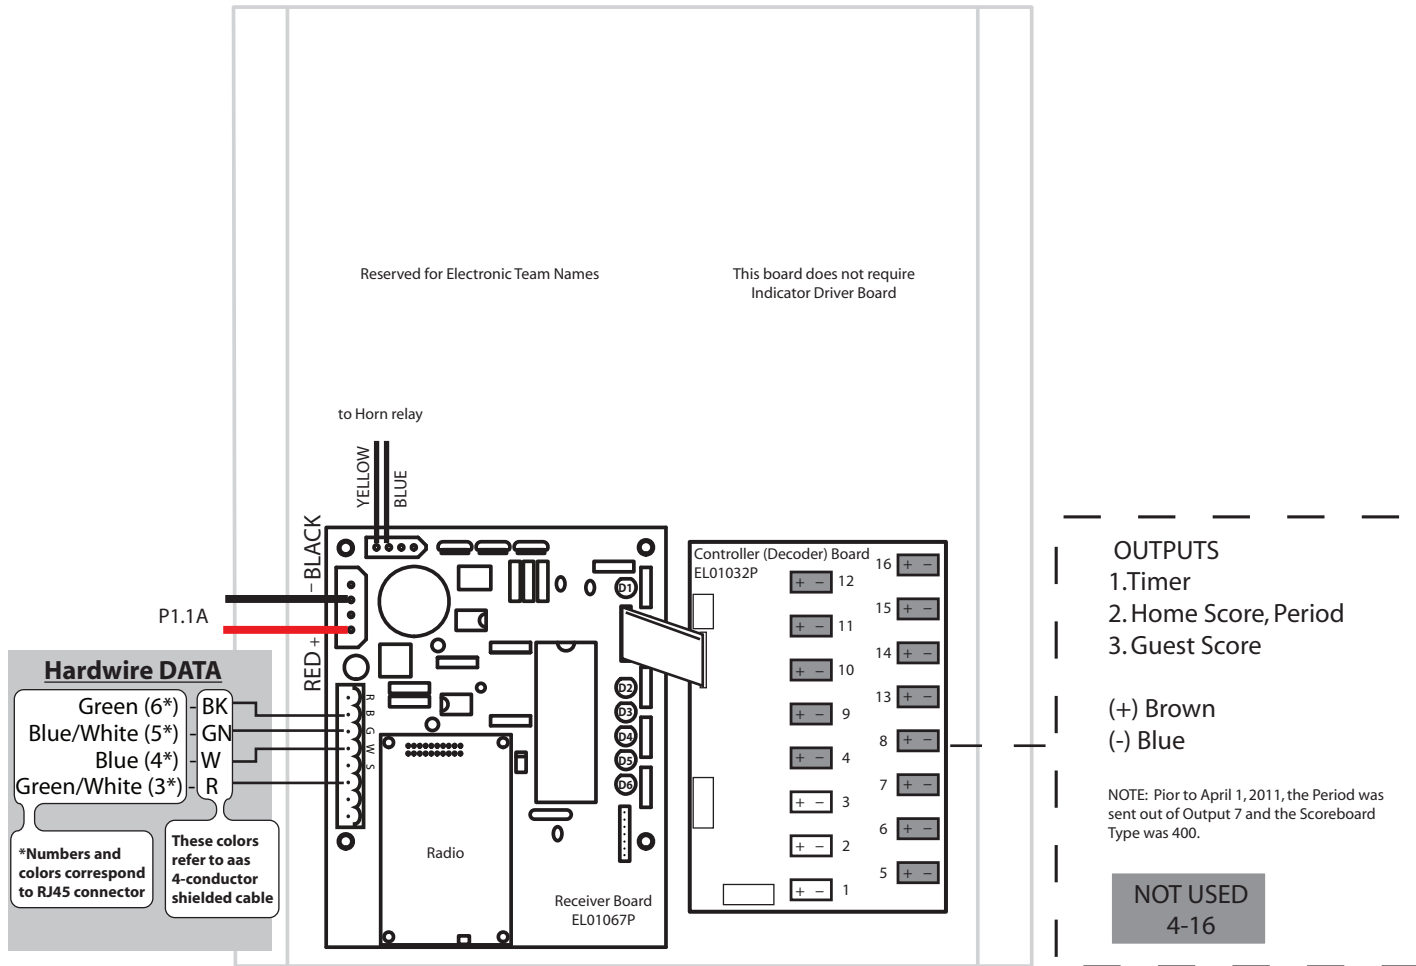 Reserved for Electronic Team Names
This board does not require
Indicator Driver Board
to Horn relay
YELLOW
BLUE
– BLACK
RED +
P1.1A
Hardwire DATA
Green (6*) - BK
Blue/White (5*) - GN
Blue (4*) - W
Green/White (3*) - R
*Numbers and
colors correspond
to RJ45 connector
These colors
refer to aas
4-conductor
shielded cable
R
B
G
W
S
D1
D2
D3
D4
D5
D6
Radio
Receiver Board
EL01067P
Controller (Decoder) Board
EL01032P
+ – 12
+ – 11
+ – 10
+ – 9
+ – 4
+ – 3
+ – 2
+ – 1
16 + –
15 + –
14 + –
13 + –
8 + –
7 + –
6 + –
5 + –
OUTPUTS
1.Timer
2. Home Score, Period
3. Guest Score
(+) Brown
(-) Blue
NOTE: Pior to April 1, 2011, the Period was
sent out of Output 7 and the Scoreboard
Type was 400.
NOT USED
4-16